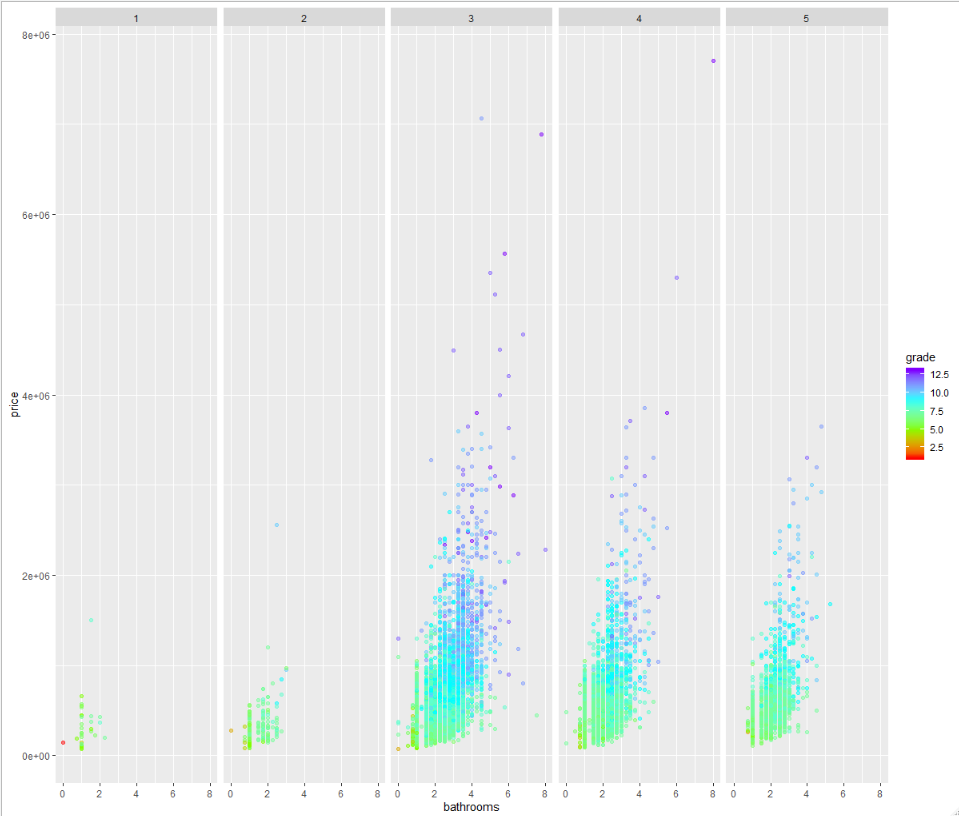 1 2 3 4 5
8e+06
6e+06
4e+06
2e+06
0e+00
price
0 2 4 6 8 0 2 4 6 8 0 2 4 6 8 0 2 4 6 8 0 2 4 6 8
bathrooms
grade
12.5
10.0
7.5
5.0
2.5